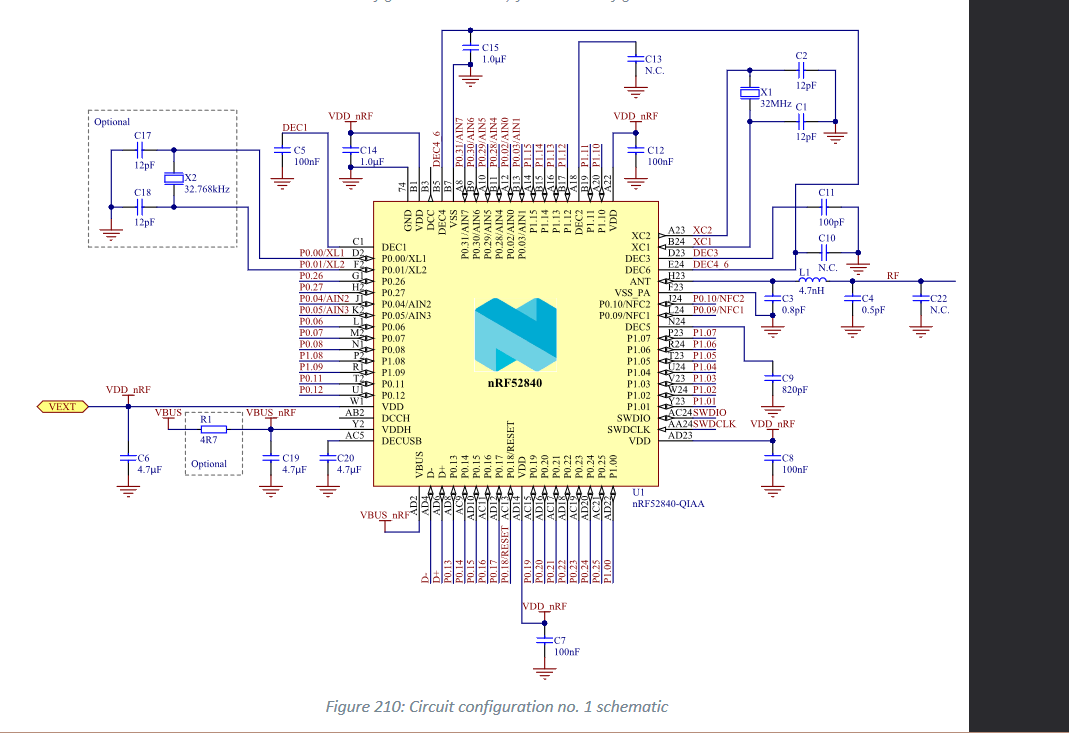 C15
1.0µF
C13
N.C.
C2
12pF
X1
32MHz
C1
12pF
Optional
C17
12pF
X2
32.768kHz
C18
12pF
DEC1
C5
100nF
VDD_nRF
C14
1.0µF
DEC4_6
P0.31/AIN7
P0.30/AIN6
P0.29/AIN5
P0.28/AIN4
P0.02/AIN0
P0.03/AIN1
P1.15
P1.14
P1.13
P1.12
P1.11
P1.10
VDD_nRF
C12
100nF
74
B1
B3
B5
B7
A8
B9
A10
B11
A12
B13
A14
B15
A16
B17
A18
B19
A20
A22
GND
VDD
DCC
DEC4
VSS
P0.31/AIN7
P0.30/AIN6
P0.29/AIN5
P0.28/AIN4
P0.02/AIN0
P0.03/AIN1
P1.15
P1.14
P1.13
P1.12
DEC2
P1.11
P1.10
VDD
C11
100pF
C10
N.C.
C1 DEC1
P0.00/XL1 D2 P0.00/XL1
P0.01/XL2 F2 P0.01/XL2
P0.26 G1 P0.26
P0.27 H2 P0.27
P0.04/AIN2 J1 P0.04/AIN2
P0.05/AIN3 K2 P0.05/AIN3
P0.06 L1 P0.06
P0.07 M2 P0.07
P0.08 N1 P0.08
P1.08 P2 P1.08
P1.09 R1 P1.09
P0.11 T2 P0.11
P0.12 U1 P0.12
W1 VDD
AB2 DCCH
Y2 VDDH
AC5 DECUSB
XC2 A23 XC2
XC1 B24 XC1
DEC3 D23 DEC3
DEC6 E24 DEC4_6
ANT H23
VSS_PA F23
P0.10/NFC2 J24 P0.10/NFC2
P0.09/NFC1 L24 P0.09/NFC1
DEC5 N24
P1.07 P23 P1.07
P1.06 R24 P1.06
P1.05 T23 P1.05
P1.04 U24 P1.04
P1.03 V23 P1.03
P1.02 W24 P1.02
P1.01 Y23 P1.01
SWDIO AC24 SWDIO
SWDCLK AA24 SWDCLK
VDD AD23
L1
4.7nH
RF
C3
0.8pF
C4
0.5pF
C22
N.C.
C9
820pF
VDD_nRF
C8
100nF
nRF52840
VDD_nRF
VEXT
VBUS
R1
4R7
Optional
VBUS_nRF
C6
4.7µF
C19
4.7µF
C20
4.7µF
VBUS
D-
D+
P0.13
P0.14
P0.15
P0.16
P0.17
P0.18/RESET
VDD
P0.19
P0.20
P0.21
P0.22
P0.23
P0.24
P0.25
P1.00
U1
nRF52840-QIAA
VBUS_nRF
AD2
AD4
AD6
AD8
AC9
AD10
AC11
AD12
AC13
AD14
AC15
AD16
AC17
AD18
AC19
AD20
AC21
AD22
D-
D+
P0.13
P0.14
P0.15
P0.16
P0.17
P0.18/RESET
P0.19
P0.20
P0.21
P0.22
P0.23
P0.24
P0.25
P1.00
VDD_nRF
C7
100nF
Figure 210: Circuit configuration no. 1 schematic